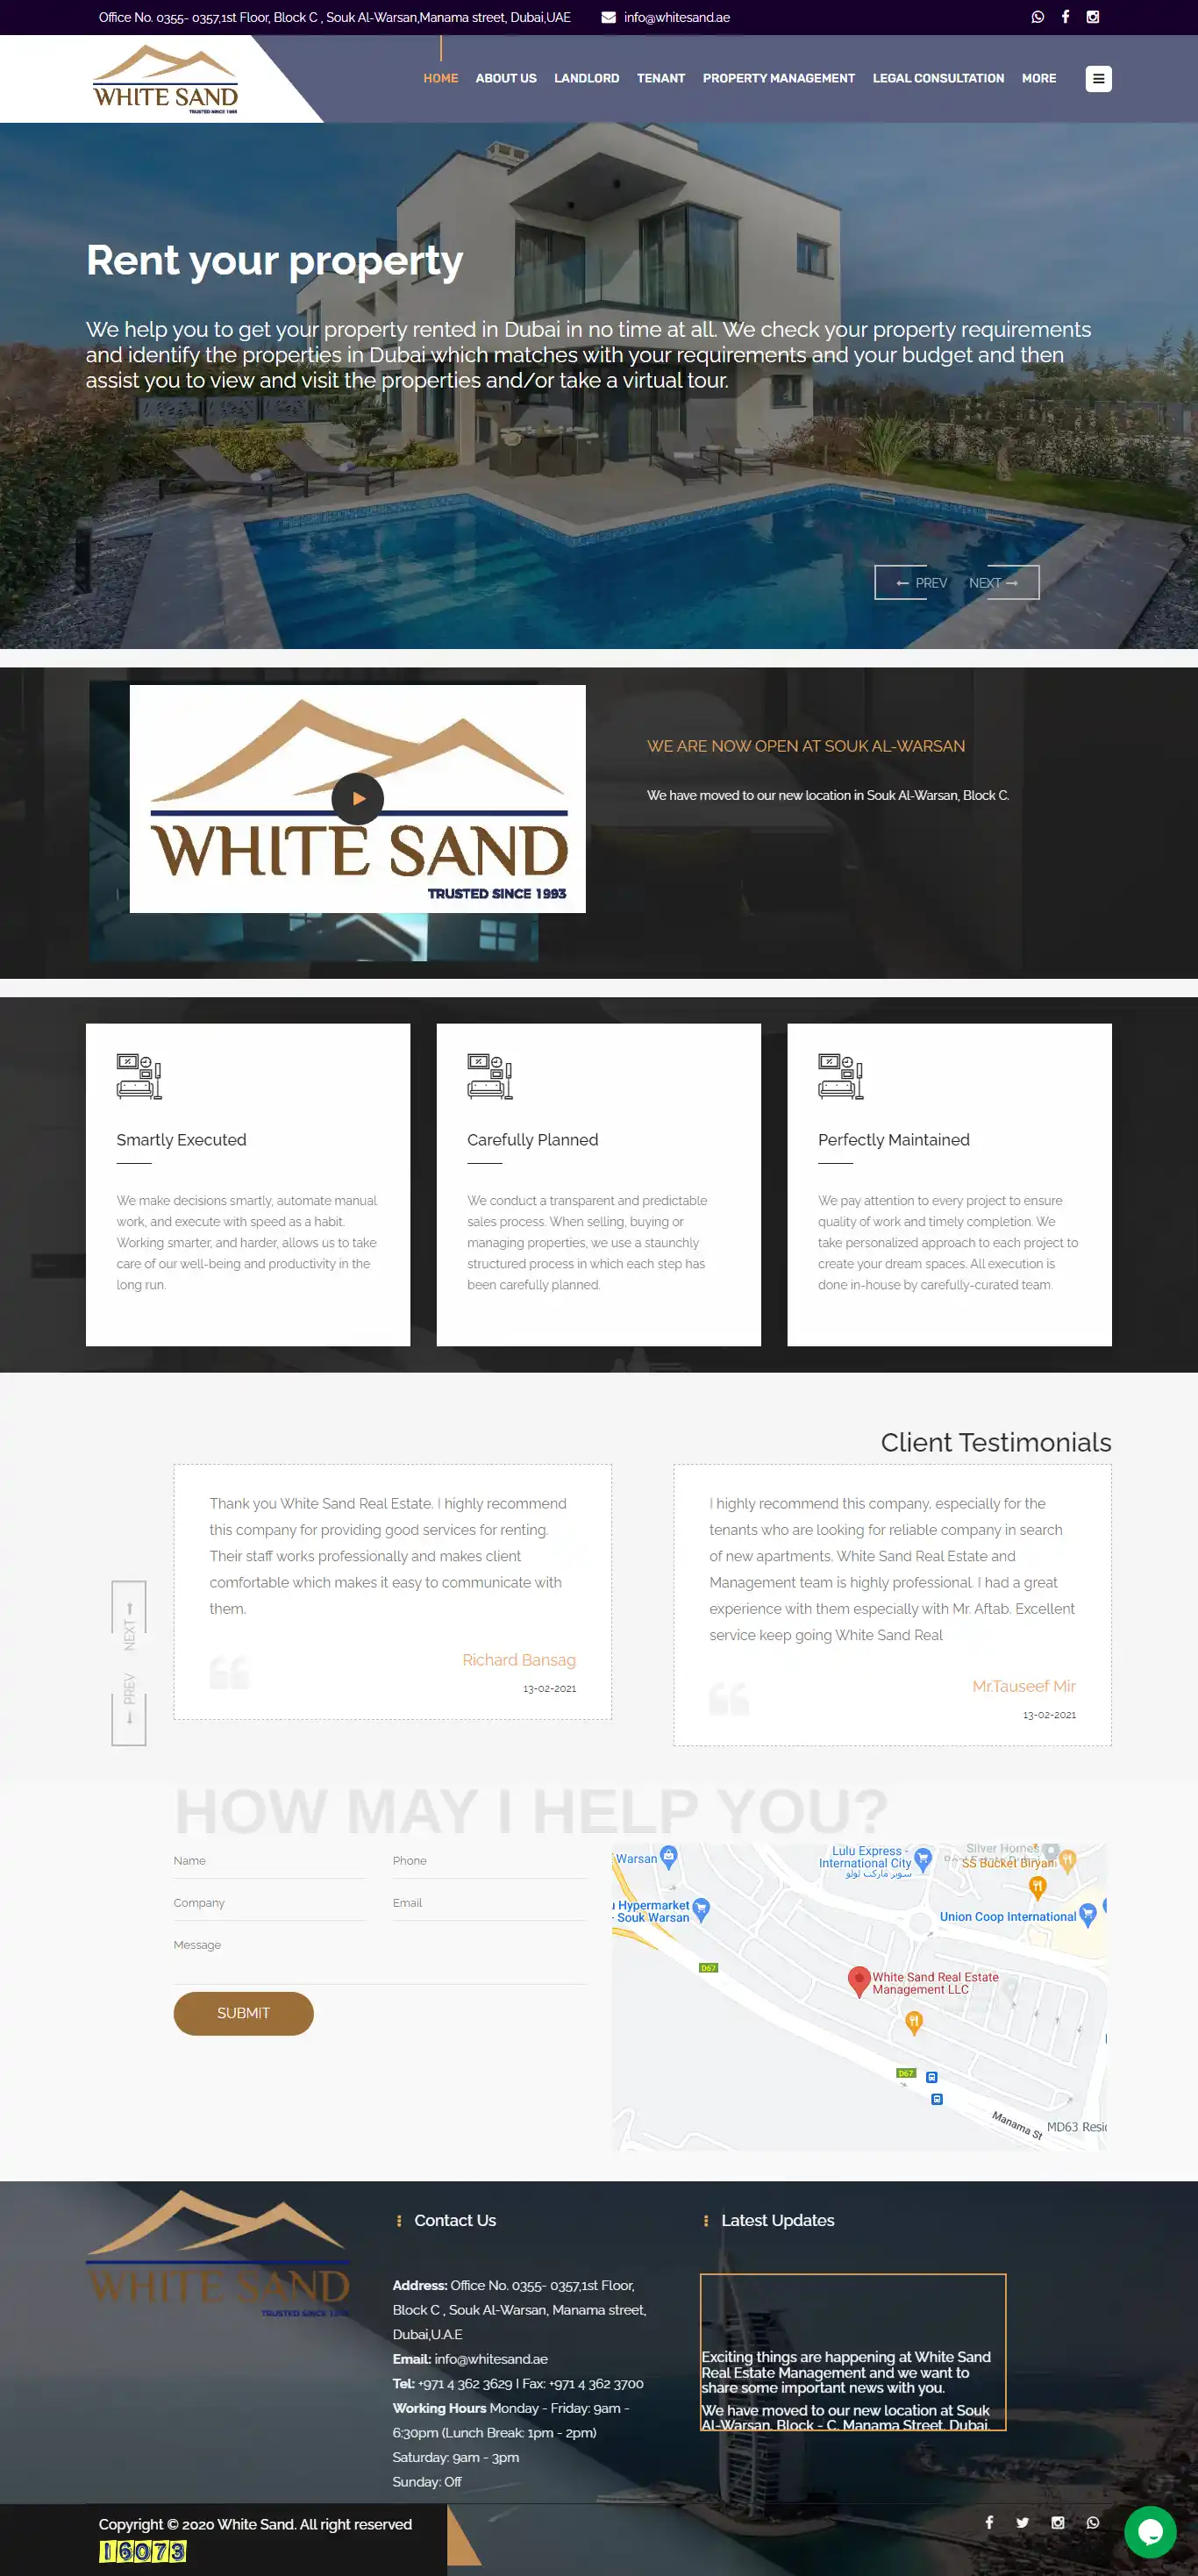 Office No. 0355- 0357,1st Floor, Block C , Souk Al-Warsan,Manama street, Dubai,UAE info@whitesand.ae
WHITE SAND
HOME ABOUT US LANDLORD TENANT PROPERTY MANAGEMENT LEGAL CONSULTATION MORE
Rent your property
We help you to get your property rented in Dubai in no time at all. We check your property requirements
and identify the properties in Dubai which matches with your requirements and your budget and then
assist you to view and visit the properties and/or take a virtual tour.
PREV NEXT
WHITE SAND
TRUSTED SINCE 1993
WE ARE NOW OPEN AT SOUK AL-WARSAN
We have moved to our new location in Souk Al-Warsan, Block C.
Smartly Executed
We make decisions smartly, automate manual
work, and execute with speed as a habit.
Working smarter, and harder, allows us to take
care of our well-being and productivity in the
long run.
Carefully Planned
We conduct a transparent and predictable
sales process. When selling, buying or
managing properties, we use a staunchly
structured process in which each step has
been carefully planned.
Perfectly Maintained
We pay attention to every project to ensure
quality of work and timely completion. We
take personalized approach to each project to
create your dream spaces. All execution is
done in-house by carefully-curated team.
Client Testimonials
Thank you White Sand Real Estate. I highly recommend
this company for providing good services for renting.
Their staff works professionally and makes client
comfortable which makes it easy to communicate with
them.
Richard Bansag
13-02-2021
I highly recommend this company, especially for the
tenants who are looking for reliable company in search
of new apartments. White Sand Real Estate and
Management team is highly professional. I had a great
experience with them especially with Mr. Aftab. Excellent
service keep going White Sand Real
Mr.Tauseef Mir
13-02-2021
PREV NEXT
HOW MAY I HELP YOU?
Name Phone
Company Email
Message
SUBMIT
Warsan
Lulu Express -
International City
سوبر ماركت لولو
Silver Homes
SS Bucket Biryani
Hypermarket
- Souk Warsan
Union Coop International
D67
White Sand Real Estate
Management LLC
D67
Manama St
MD63
WHITE SAND
Contact Us
Address: Office No. 0355- 0357,1st Floor,
Block C , Souk Al-Warsan, Manama street,
Dubai,U.A.E
Email: info@whitesand.ae
Tel: +971 4 362 3629 I Fax: +971 4 362 3700
Working Hours Monday - Friday: 9am -
6:30pm (Lunch Break: 1pm - 2pm)
Saturday: 9am - 3pm
Sunday: Off
Latest Updates
Exciting things are happening at White Sand
Real Estate Management and we want to
share some important news with you.
We have moved to our new location at Souk
Al-Warsan, Block - C, Manama Street, Dubai.
Copyright © 2020 White Sand. All right reserved
16073